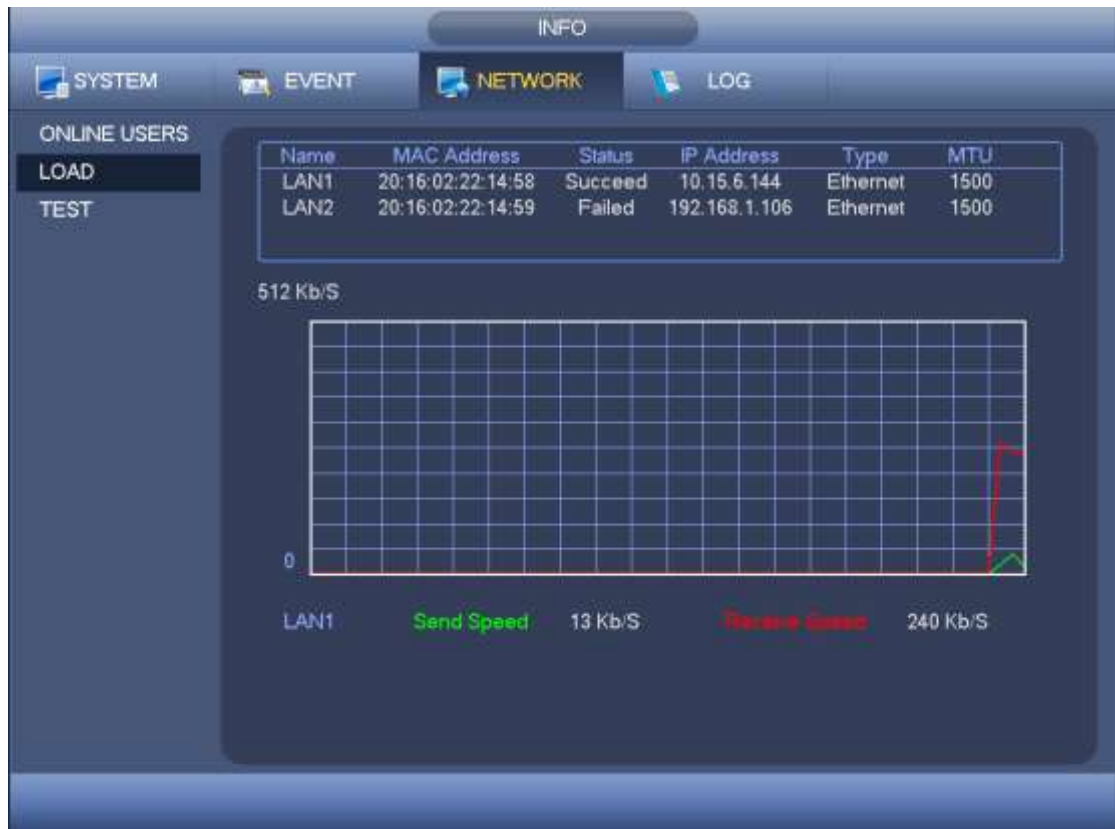 INFO
SYSTEM EVENT NETWORK LOG
ONLINE USERS
LOAD
TEST
Name MAC Address Status IP Address Type MTU
LAN1 20:16:02:22:14:58 Succeed 10.15.6.144 Ethernet 1500
LAN2 20:16:02:22:14:59 Failed 192.168.1.106 Ethernet 1500
512 Kb/S
0
LAN1 Send Speed 13 Kb/S Receive Speed 240 Kb/S